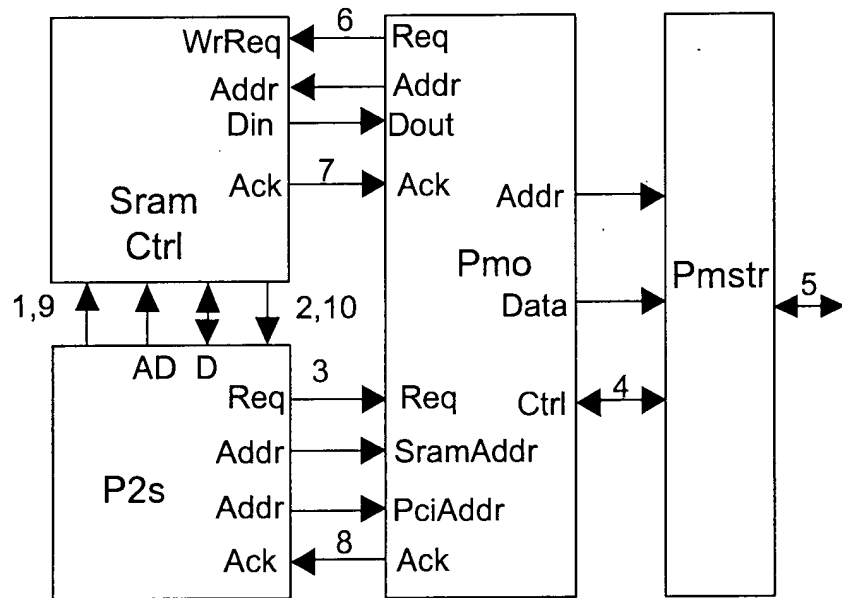 WrReq 6 Req
Addr Addr
Din Dout
Ack 7 Ack
Sram
Ctrl
Addr
Pmo
Pmstr
Data
5
1,9
2,10
AD D
3
Req Req
Ctrl 4
Addr SramAddr
P2s
Addr PciAddr
Ack 8 Ack